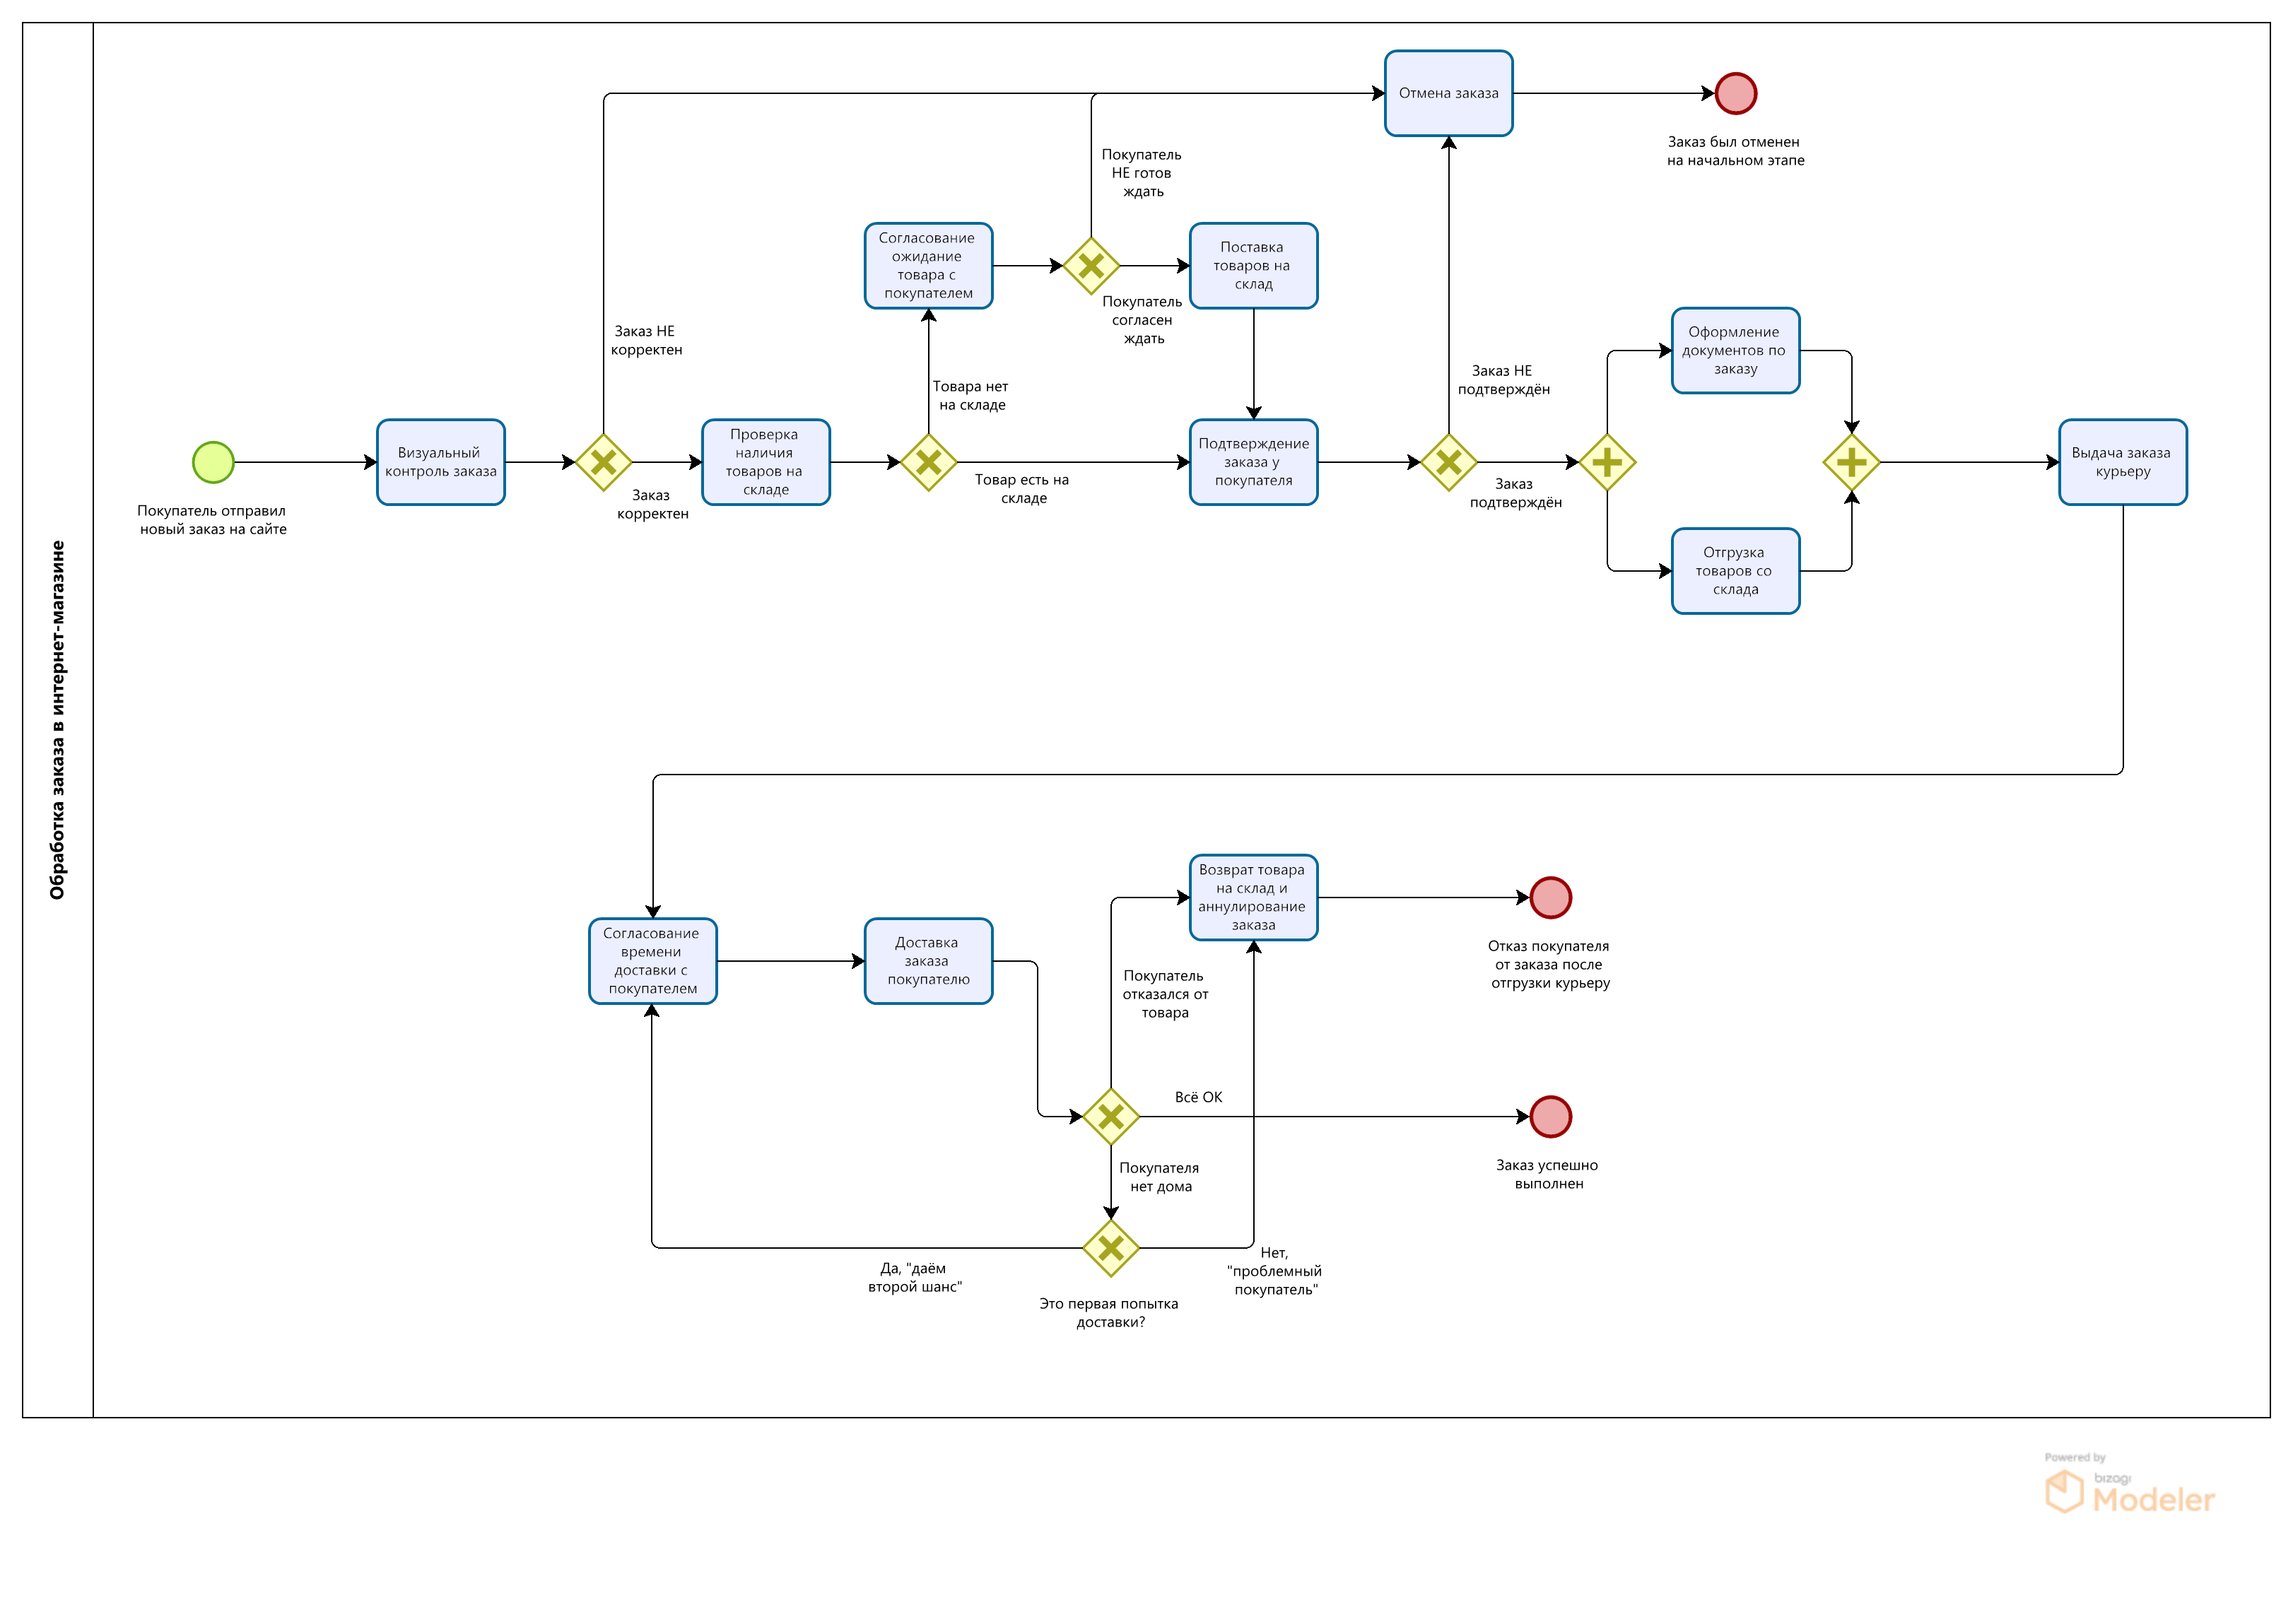 Обработка заказа в интернет-магазине
Отмена заказа
Заказ был отменен
на начальном этапе
Покупатель
НЕ готов
ждать
Согласование
ожидание
товара с
покупателем
Поставка
товаров на
склад
Покупатель
согласен
ждать
Заказ НЕ
корректен
Товара нет
на складе
Заказ НЕ
подтверждён
Оформление
документов по
заказу
Покупатель отправил
новый заказ на сайте
Визуальный
контроль заказа
Заказ
корректен
Проверка
наличия
товаров на
складе
Товар есть на
складе
Подтверждение
заказа у
покупателя
Заказ
подтверждён
Выдача заказа
курьеру
Отгрузка
товаров со
склада
Согласование
времени
доставки с
покупателем
Доставка
заказа
покупателю
Возврат товара
на склад и
аннулирование
заказа
Отказ покупателя
от заказа после
отгрузки курьеру
Покупатель
отказался от
товара
Всё ОК
Заказ успешно
выполнен
Покупателя
нет дома
Да, "даём
второй шанс"
Нет,
"проблемный
покупатель"
Это первая попытка
доставки?
Powered by
bizagi
Modeler